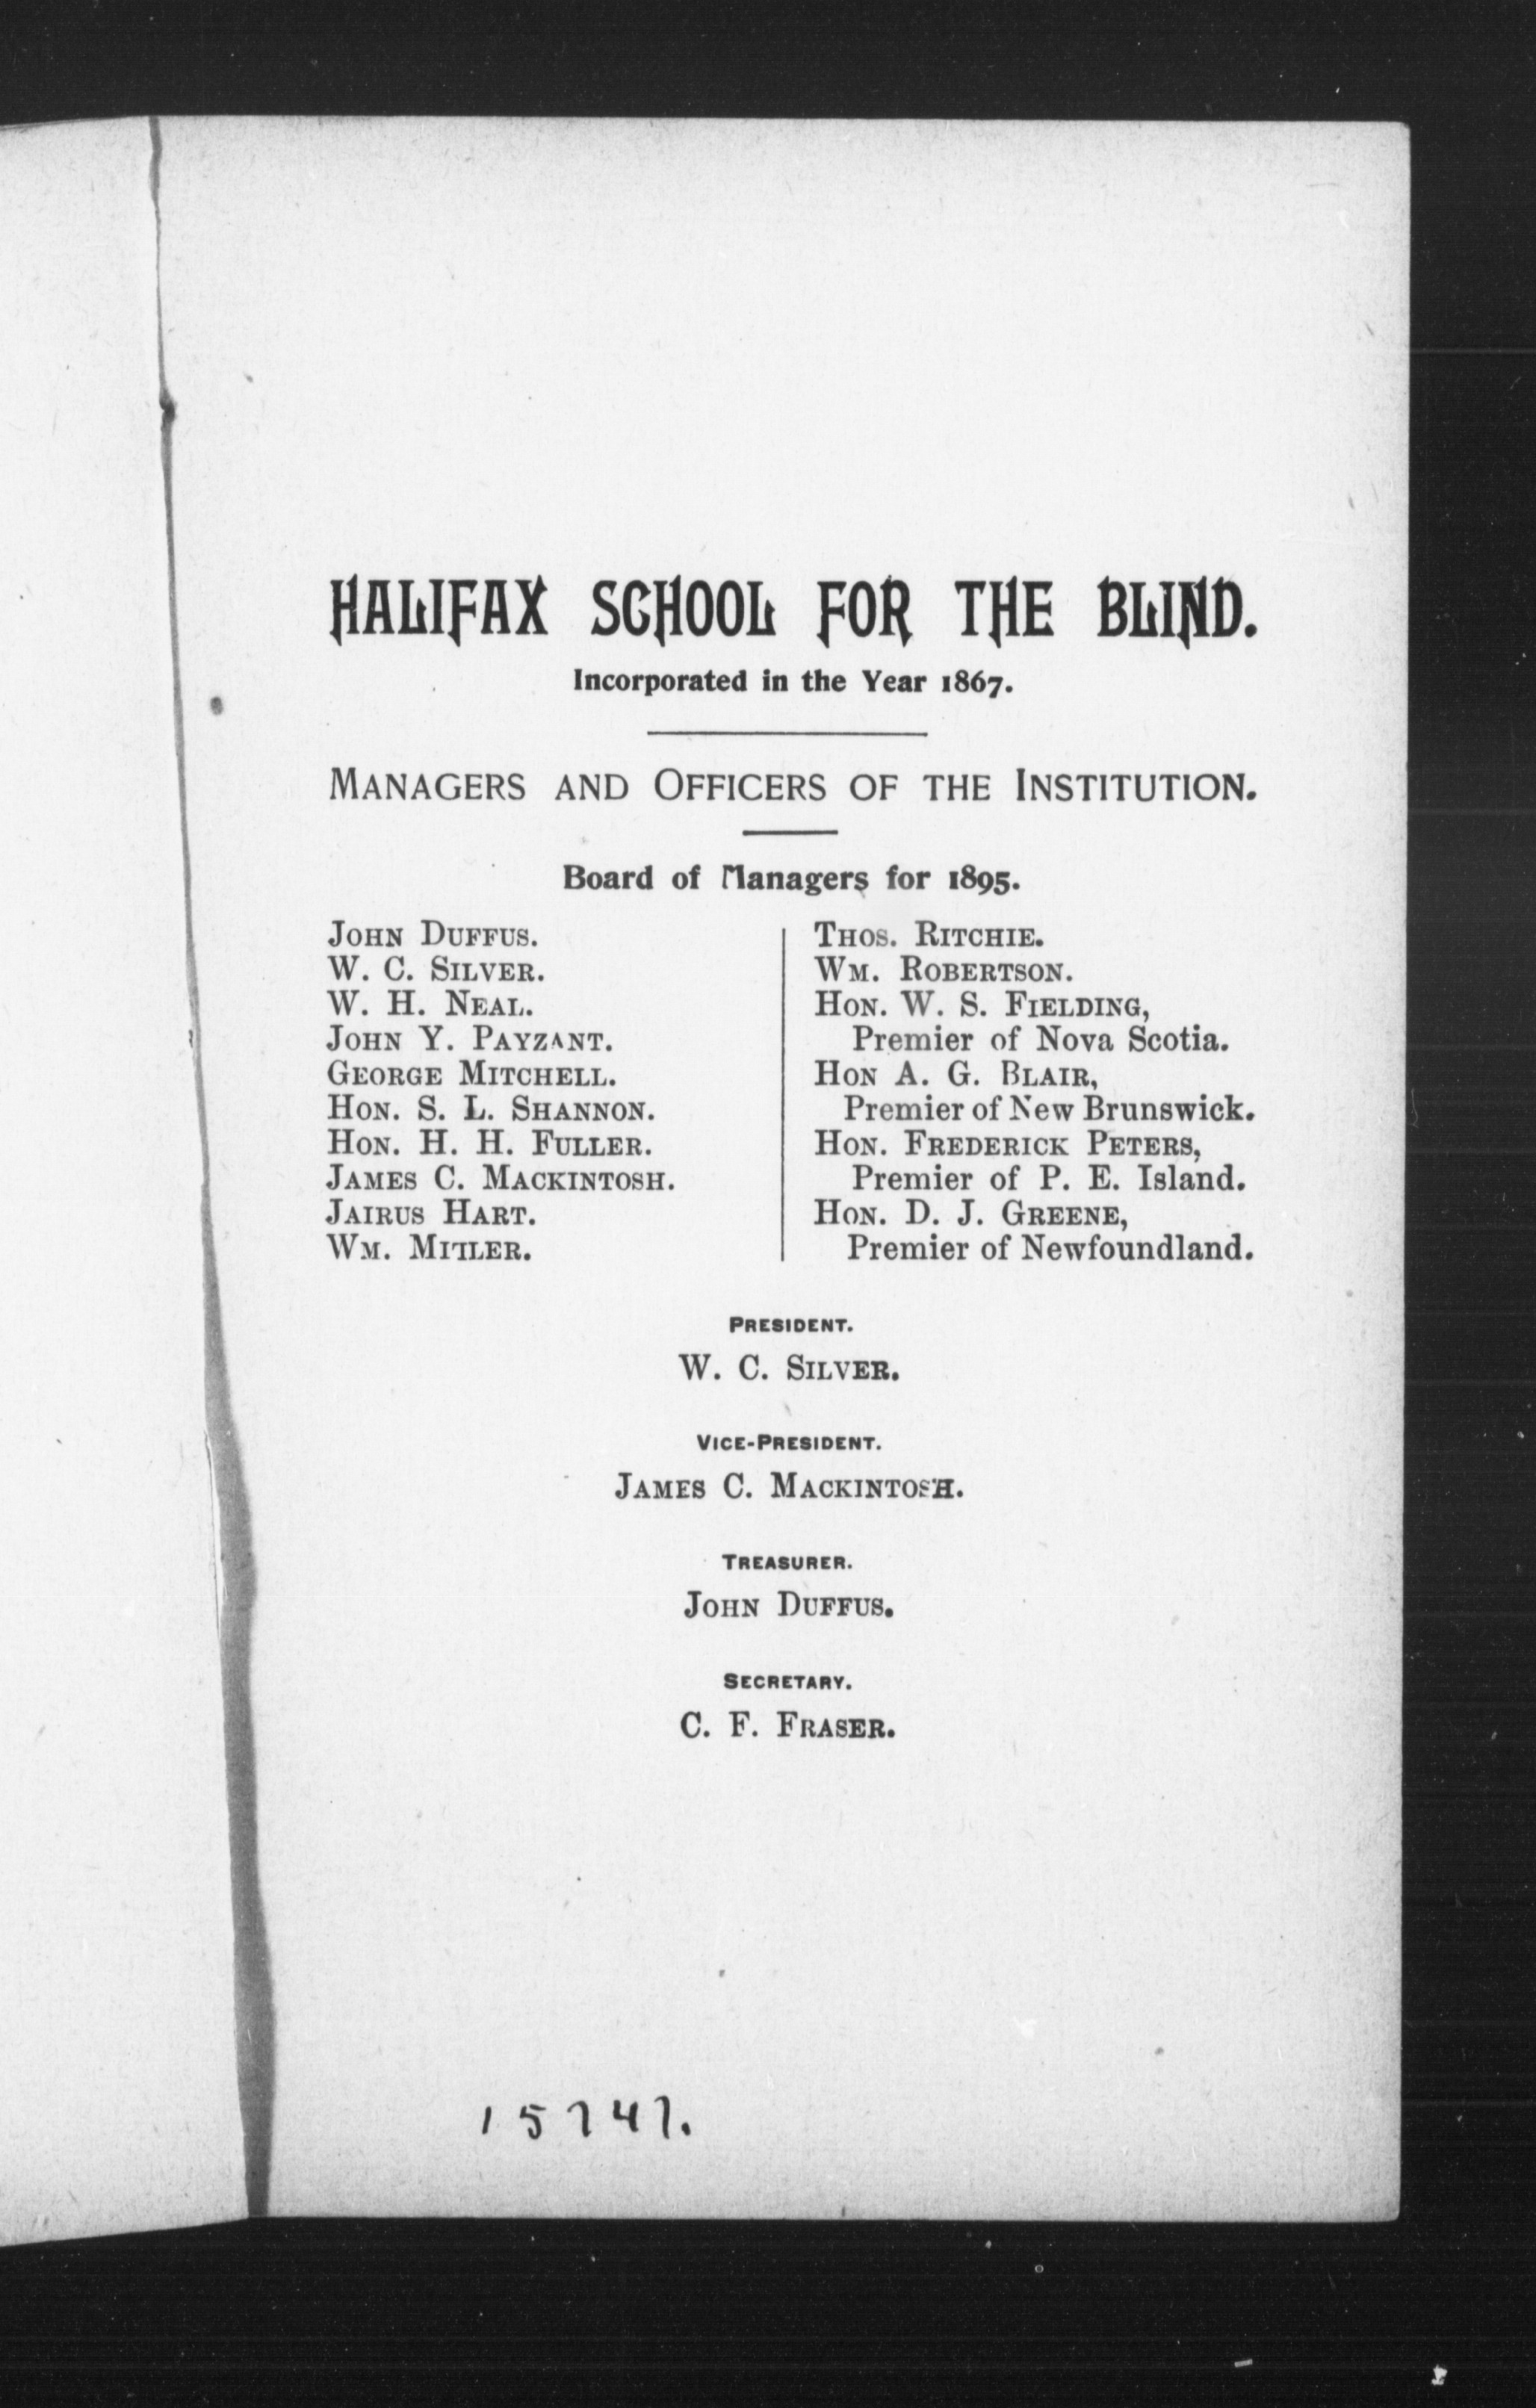 HALIFAX SCHOOL FOR THE BLIND.
Incorporated in the Year 1867.
MANAGERS AND OFFICERS OF THE INSTITUTION.
Board of Managers for 1895.
JOHN DUFFUS.
W. C. SILVER.
W. H. NEAL.
JOHN Y. PAYZANT.
GEORGE MITCHELL.
HON. S. L. SHANNON.
HON. H. H. FULLER.
JAMES C. MACKINTOSH.
JAIRUS HART.
WM. MILLER.
THOS. RITCHIE.
WM. ROBERTSON.
HON. W. S. FIELDING,
Premier of Nova Scotia.
HON A. G. BLAIR,
Premier of New Brunswick.
HON. FREDERICK PETERS,
Premier of P. E. Island.
HON. D. J. GREENE,
Premier of Newfoundland.
PRESIDENT.
W. C. SILVER.
VICE-PRESIDENT.
JAMES C. MACKINTOSH.
TREASURER.
JOHN DUFFUS.
SECRETARY.
C. F. FRASER.
15747.